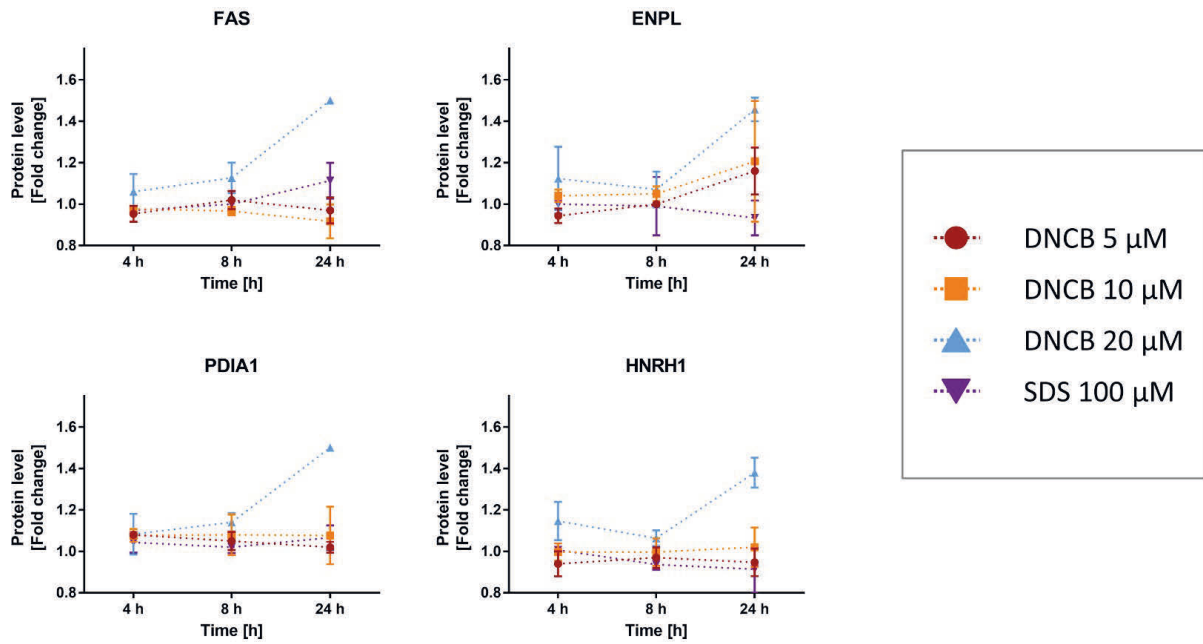 FAS
Protein level
[Fold change]
1.6
1.4
1.2
1.0
0.8
4 h 8 h 24 h
Time [h]
ENPL
Protein level
[Fold change]
1.6
1.4
1.2
1.0
0.8
4 h 8 h 24 h
Time [h]
PDIA1
Protein level
[Fold change]
1.6
1.4
1.2
1.0
0.8
4 h 8 h 24 h
Time [h]
HNRH1
Protein level
[Fold change]
1.6
1.4
1.2
1.0
0.8
4 h 8 h 24 h
Time [h]
DNCB 5 μM
DNCB 10 μM
DNCB 20 μM
SDS 100 μM